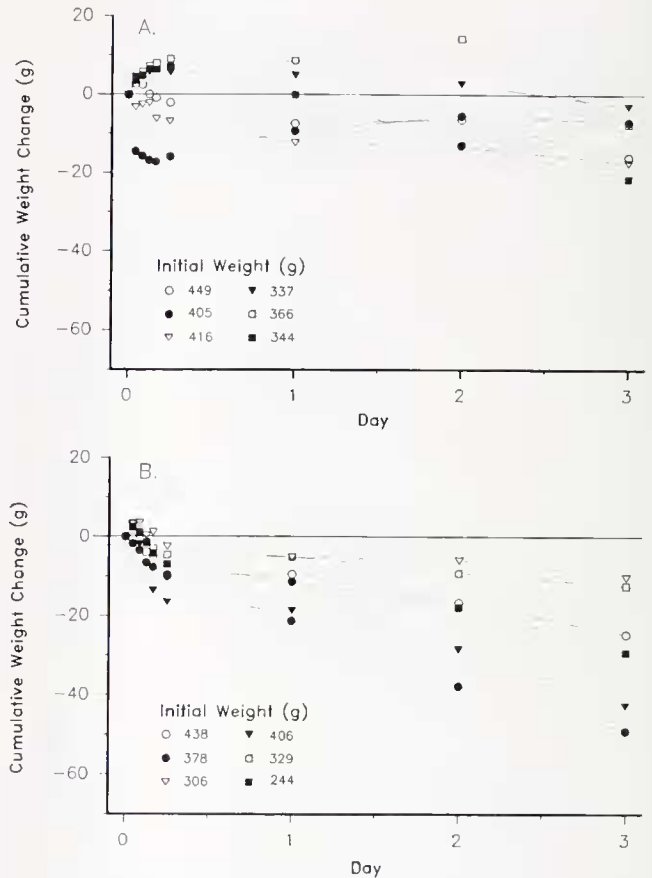 A.
Cumulative Weight Change (g)
20
0
-20
-40
-60
Initial Weight (g)
449 337
405 366
416 344
0 1 2 3
Day
B.
Cumulative Weight Change (g)
20
0
-20
-40
-60
Initial Weight (g)
438 406
378 329
306 244
0 1 2 3
Day